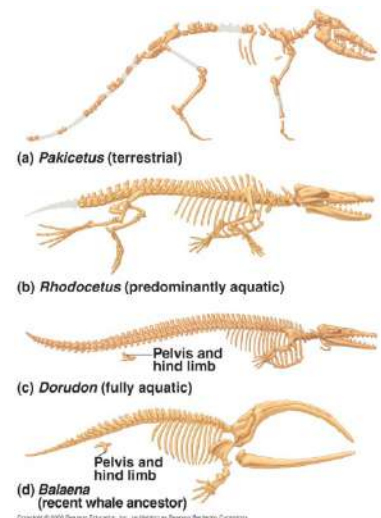 (a) Pakicetus (terrestrial)
(b) Rhodocetus (predominantly aquatic)
Pelvis and
hind limb
(c) Dorudon (fully aquatic)
Pelvis and
hind limb
(d) Balaena
(recent whale ancestor)